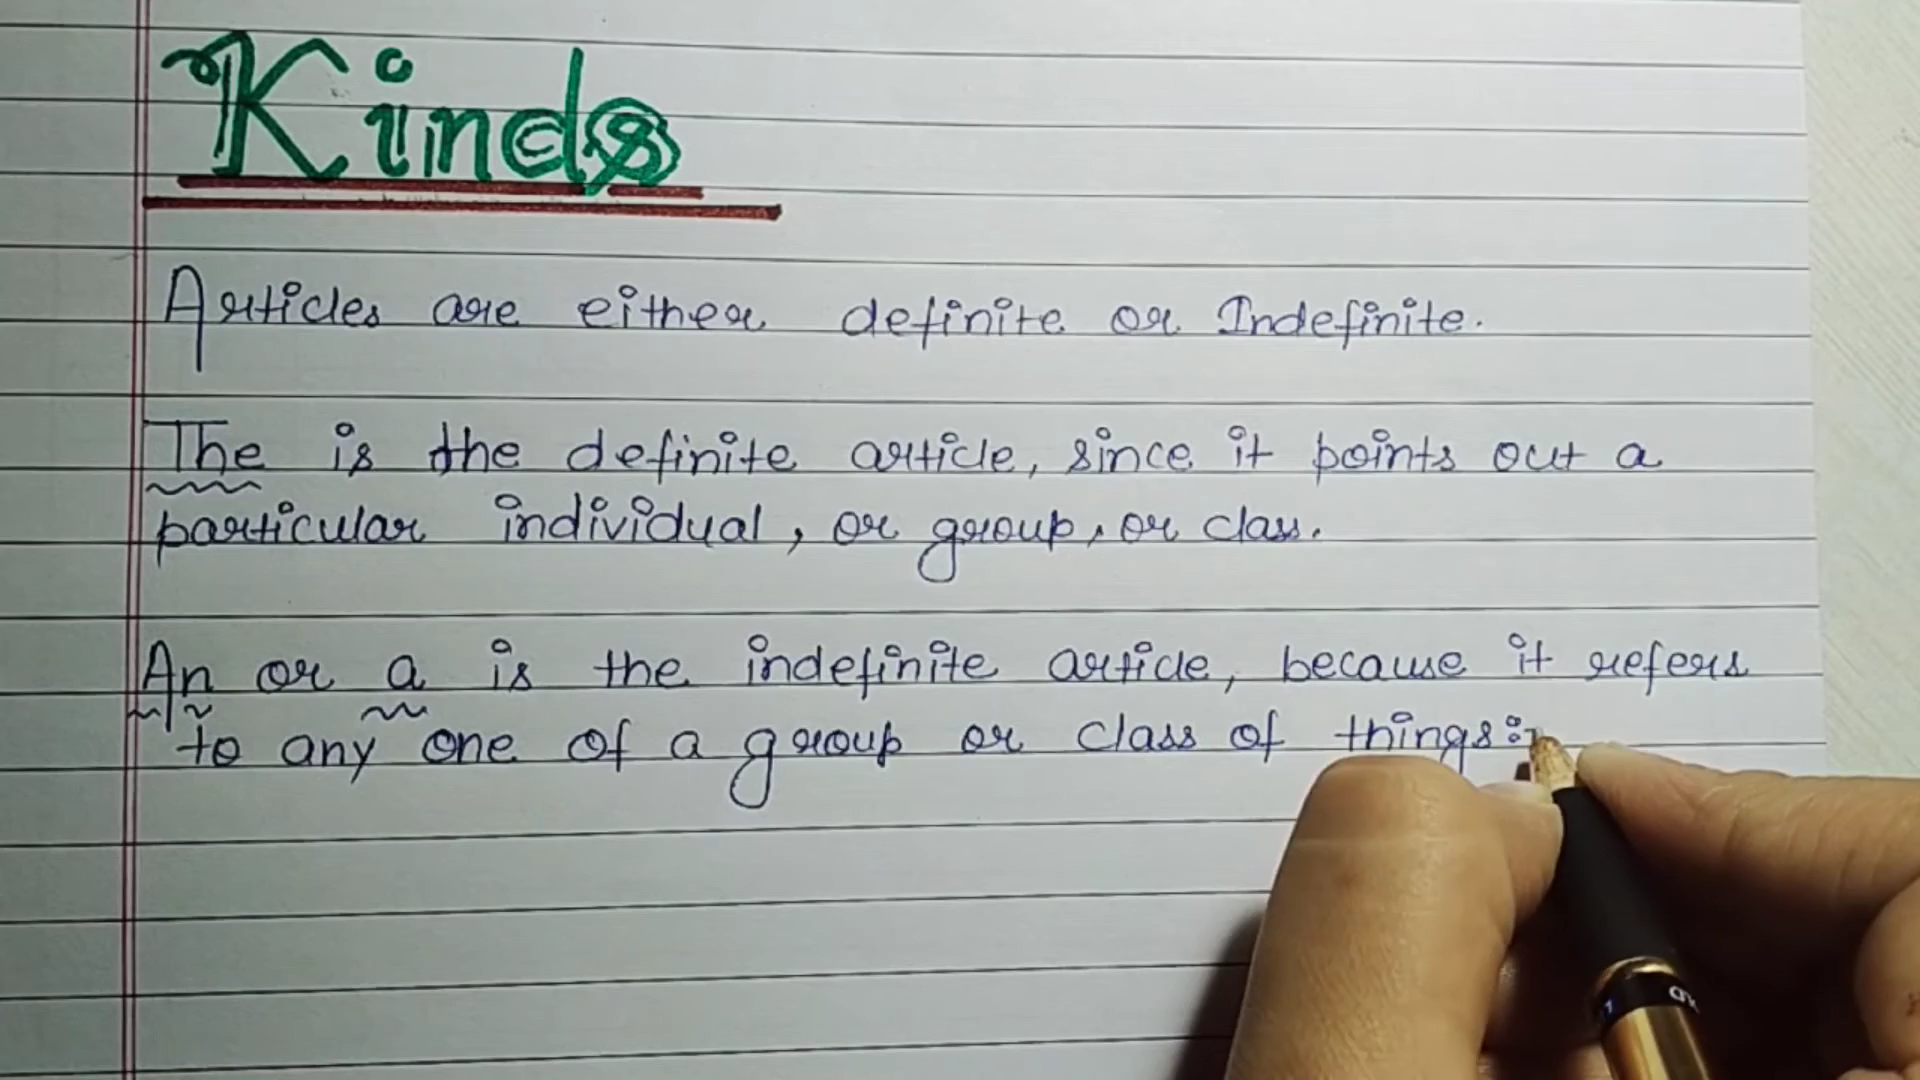 Kinds
Articles are either definite or Indefinite.
The is the definite article, since it points out a
particular individual, or group, or class.
An or a is the indefinite article, because it refers
to any one of a group or class of things:-